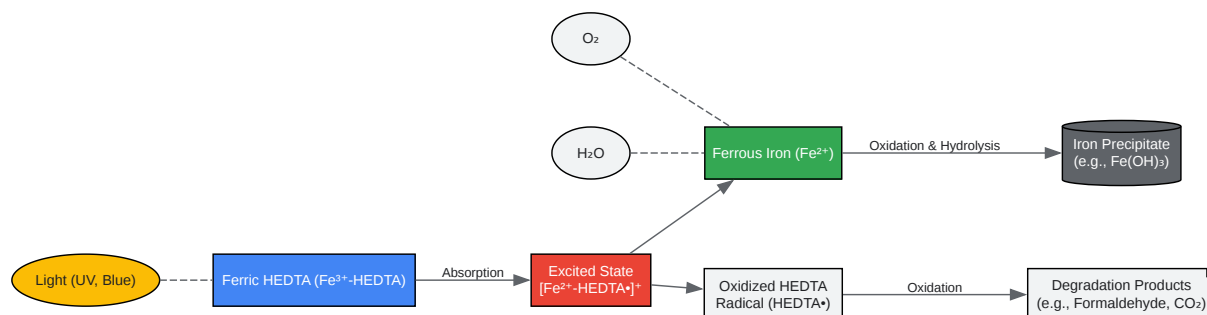 O₂
H₂O
Ferrous Iron (Fe²⁺)
Oxidation & Hydrolysis
Iron Precipitate
(e.g., Fe(OH)₃)
Light (UV, Blue)
Ferric HEDTA (Fe³⁺-HEDTA)
Absorption
Excited State
[Fe²⁺-HEDTA•]⁺
Oxidized HEDTA
Radical (HEDTA•)
Oxidation
Degradation Products
(e.g., Formaldehyde, CO₂)